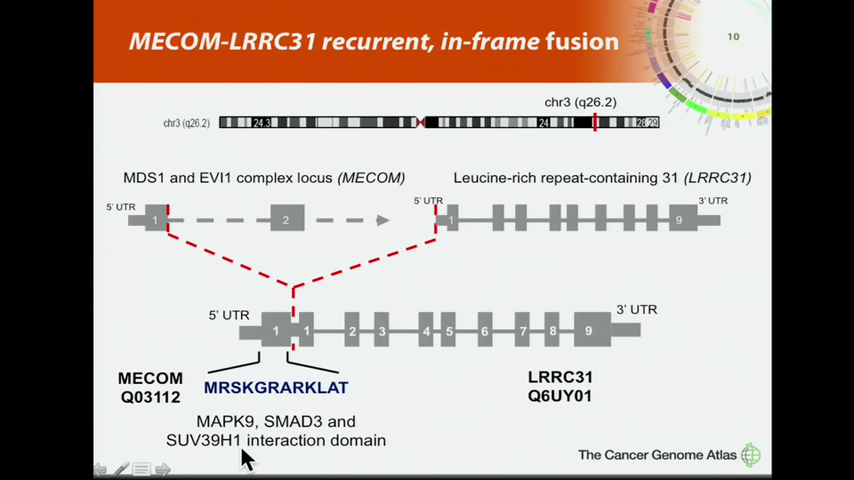 MECOM-LRRC31 recurrent, in-frame fusion
10
chr3 (q26.2)
chr3 (q26.2)
24.3
24
28
29
MDS1 and EVI1 complex locus (MECOM)
Leucine-rich repeat-containing 31 (LRRC31)
5' UTR
1
2
5' UTR
1
9
3' UTR
5' UTR
1
1
2
3
4
5
6
7
8
9
3' UTR
MECOM
Q03112
MRSKGRARKLAT
LRRC31
Q6UY01
MAPK9, SMAD3 and
SUV39H1 interaction domain
The Cancer Genome Atlas